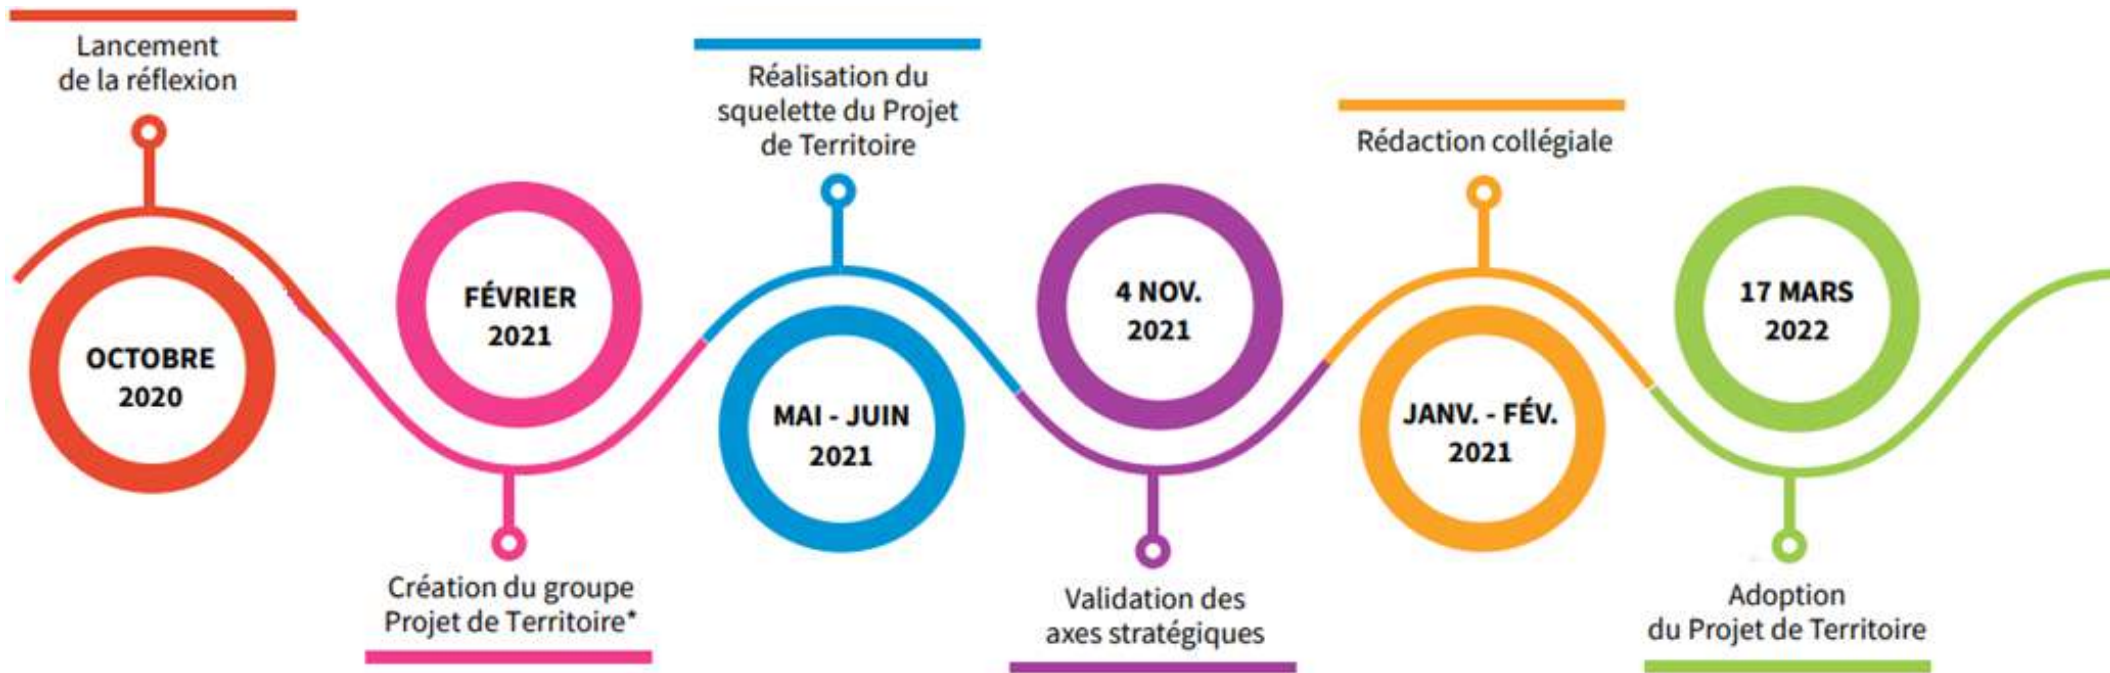 Lancement
de la réflexion
OCTOBRE
2020
FÉVRIER
2021
Création du groupe
Projet de Territoire*
Réalisation du
squelette du Projet
de Territoire
MAI - JUIN
2021
4 NOV.
2021
Validation des
axes stratégiques
Rédaction collégiale
JANV. - FÉV.
2021
17 MARS
2022
Adoption
du Projet de Territoire